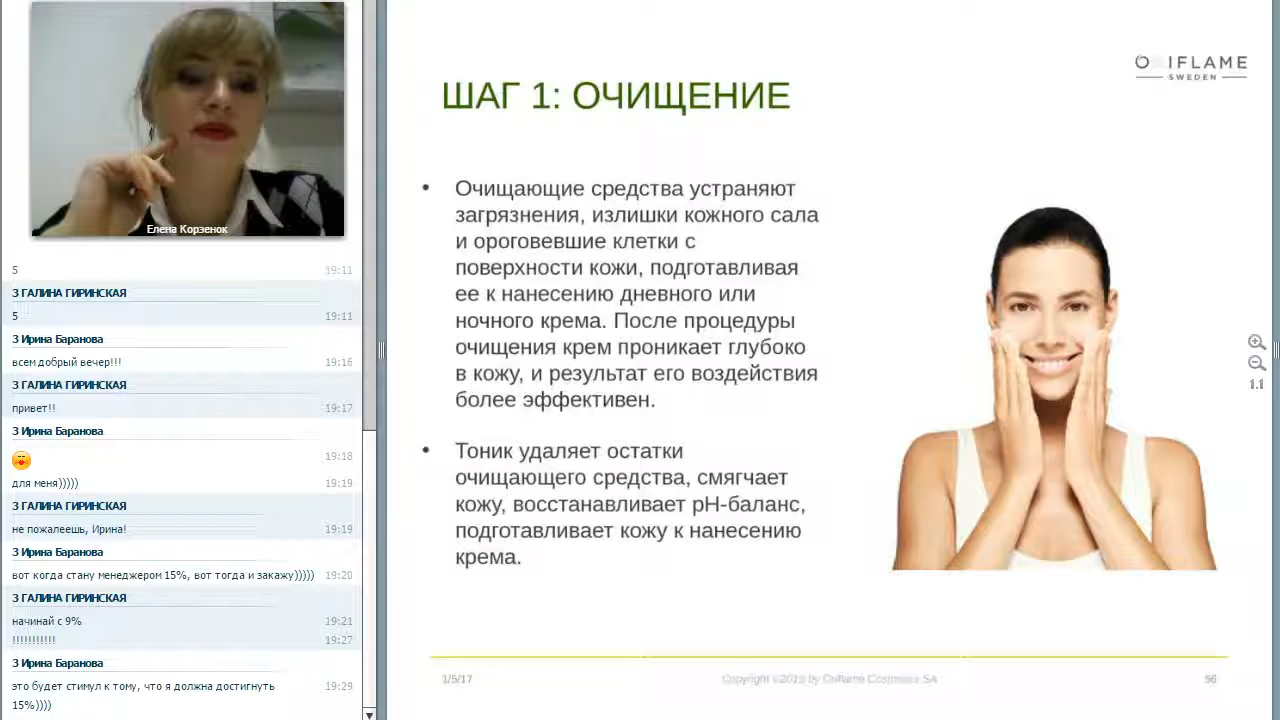 Елена Корзенок
5
19:11
3 ГАЛИНА ГИРИНСКАЯ
5
19:11
3 Ирина Баранова
всем добрый вечер!!!
19:16
3 ГАЛИНА ГИРИНСКАЯ
привет!!
19:17
3 Ирина Баранова
19:18
для меня)))))
19:19
3 ГАЛИНА ГИРИНСКАЯ
не пожалеешь, Ирина!
19:19
3 Ирина Баранова
вот когда стану менеджером 15%, вот тогда и закажу)))))
19:20
3 ГАЛИНА ГИРИНСКАЯ
начинай с 9%
19:21
!!!!!!!!!!!
19:27
3 Ирина Баранова
это будет стимул к тому, что я должна достигнуть
19:29
15%))))
ORIFLAME
SWEDEN
ШАГ 1: ОЧИЩЕНИЕ
• Очищающие средства устраняют
загрязнения, излишки кожного сала
и ороговевшие клетки с
поверхности кожи, подготавливая
ее к нанесению дневного или
ночного крема. После процедуры
очищения крем проникает глубоко
в кожу, и результат его воздействия
более эффективен.
• Тоник удаляет остатки
очищающего средства, смягчает
кожу, восстанавливает pH-баланс,
подготавливает кожу к нанесению
крема.
1:1
1/5/17
Copyright ©2015 by Oriflame Cosmetics SA
56